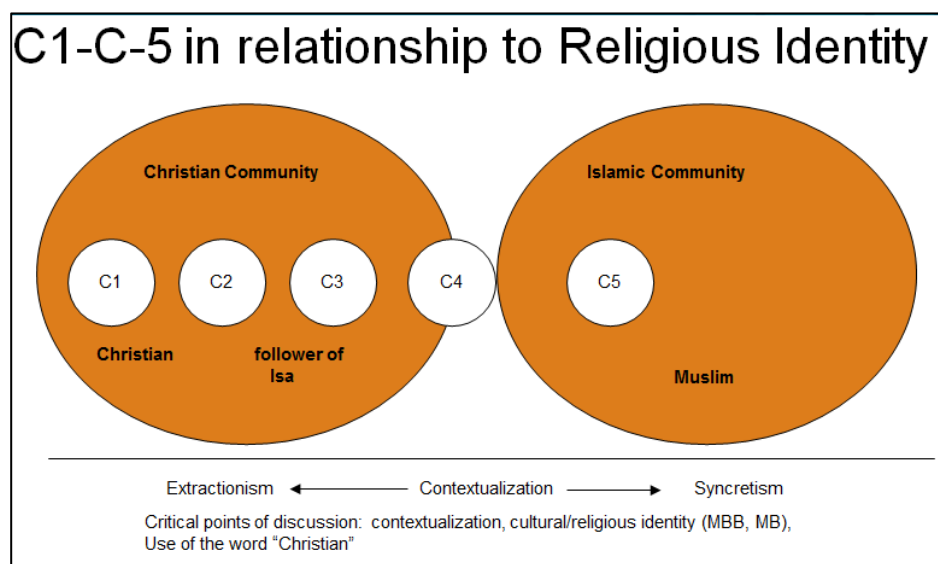 C1-C-5 in relationship to Religious Identity
Christian Community
Islamic Community
C1
C2
C3
C4
C5
Christian
follower of
Isa
Muslim
Extractionism
Contextualization
Syncretism
Critical points of discussion: contextualization, cultural/religious identity (MBB, MB),
Use of the word “Christian”